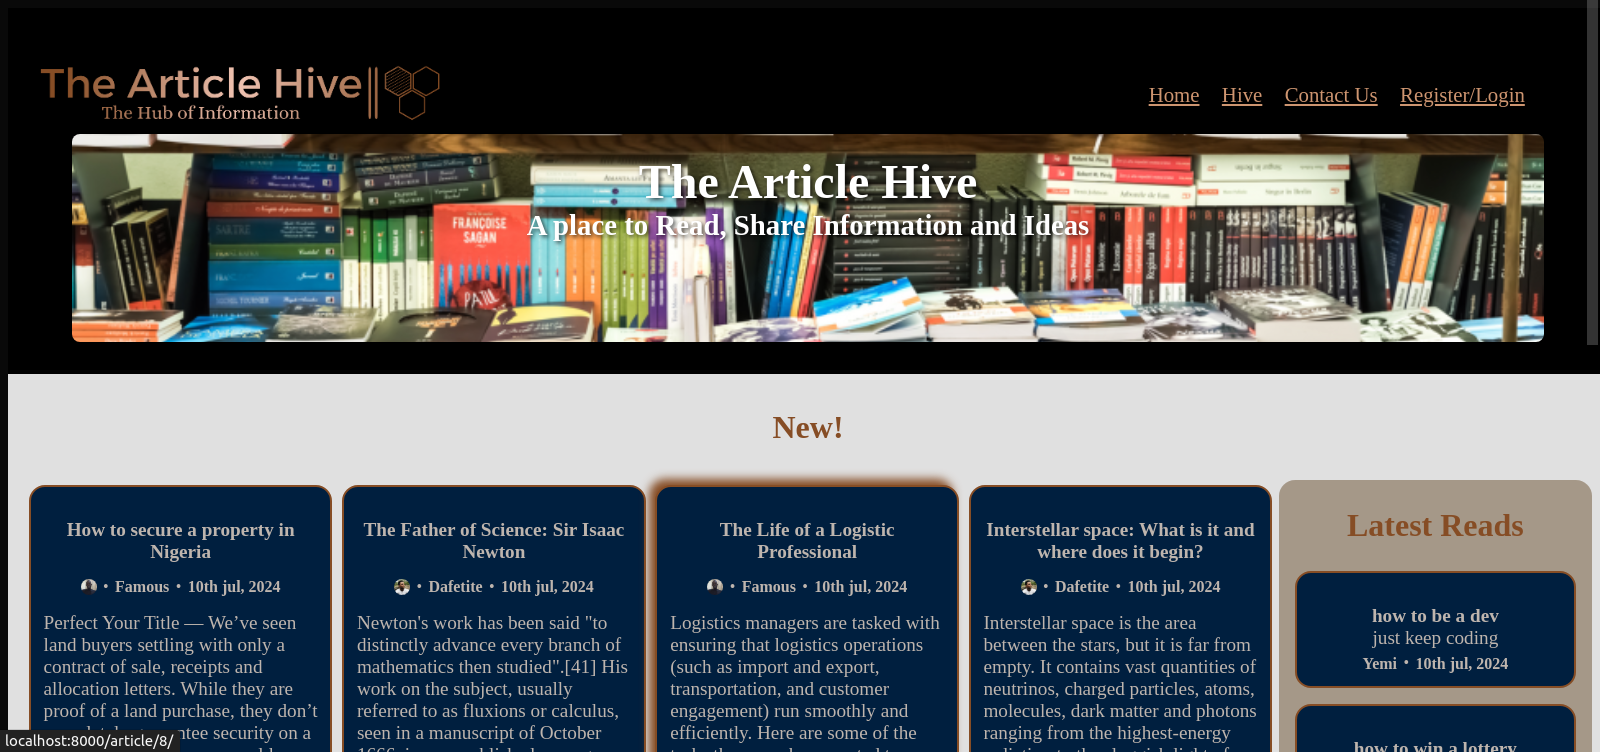 The Article Hive
The Hub of Information
Home Hive Contact Us Register/Login
The Article Hive
A place to Read, Share Information and Ideas
FRANÇOISE
SAGAN
SARTRE
New!
How to secure a property in
Nigeria
• Famous • 10th jul, 2024
Perfect Your Title — We’ve seen
land buyers settling with only a
contract of sale, receipts and
allocation letters. While they are
proof of a land purchase, they don’t
security on a
The Father of Science: Sir Isaac
Newton
• Dafetite • 10th jul, 2024
Newton's work has been said "to
distinctly advance every branch of
mathematics then studied".[41] His
work on the subject, usually
referred to as fluxions or calculus,
seen in a manuscript of October
The Life of a Logistic
Professional
• Famous • 10th jul, 2024
Logistics managers are tasked with
ensuring that logistics operations
(such as import and export,
transportation, and customer
engagement) run smoothly and
efficiently. Here are some of the
Interstellar space: What is it and
where does it begin?
• Dafetite • 10th jul, 2024
Interstellar space is the area
between the stars, but it is far from
empty. It contains vast quantities of
neutrinos, charged particles, atoms,
molecules, dark matter and photons
ranging from the highest-energy
Latest Reads
how to be a dev
just keep coding
Yemi • 10th jul, 2024
how to win a lottery
localhost:8000/article/8/